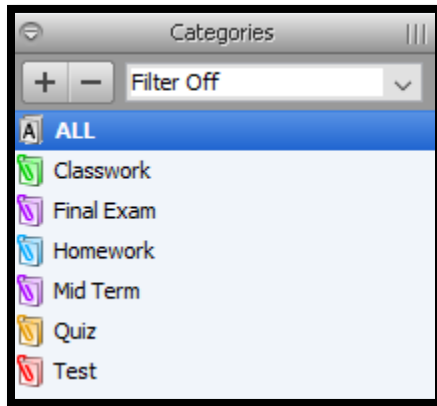 Categories
Filter Off
ALL
Classwork
Final Exam
Homework
Mid Term
Quiz
Test